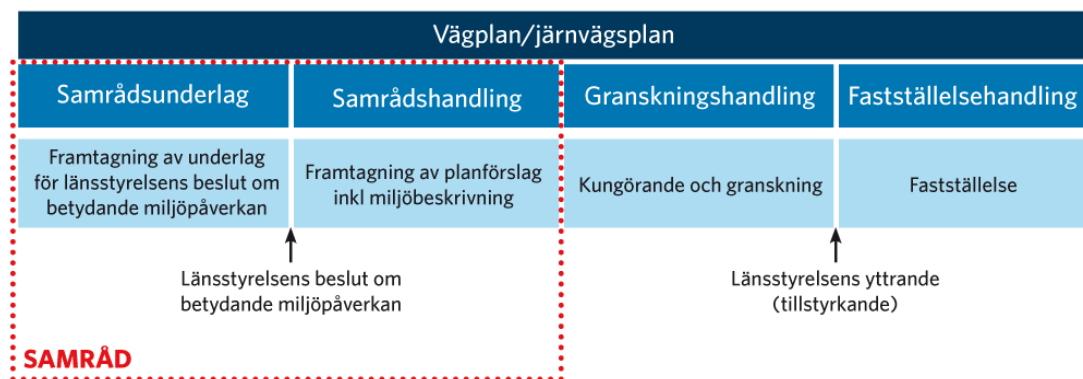 Vägplan/järnvägsplan
Samrådsunderlag
Samrådshandling
Granskningshandling
Fastställelsehandling
Framtagning av underlag
för länsstyrelsens beslut om
betydande miljöpåverkan
Framtagning av planförslag
inkl miljöbeskrivning
Kungörande och granskning
Fastställelse
Länsstyrelsens beslut om
betydande miljöpåverkan
Länsstyrelsens yttrande
(tillstyrkande)
SAMRÅD